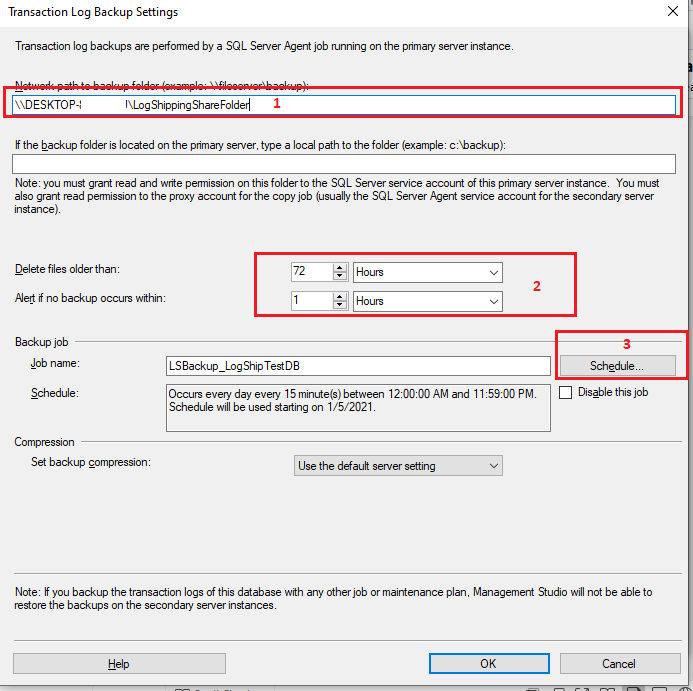 Transaction Log Backup Settings
Transaction log backups are performed by a SQL Server Agent job running on the primary server instance.
Network path to backup folder (example: \\fileserver\backup):
\\DESKTOP- \LogShippingShareFolder 1
If the backup folder is located on the primary server, type a local path to the folder (example: c:\backup):
Note: you must grant read and write permission on this folder to the SQL Server service account of this primary server instance. You must
also grant read permission to the proxy account for the copy job (usually the SQL Server Agent service account for the secondary server
instance).
Delete files older than: 72 Hours
2
Alert if no backup occurs within: 1 Hours
Backup job
3
Job name: LSBackup_LogShipTestDB Schedule...
Schedule: Occurs every day every 15 minute(s) between 12:00:00 AM and 11:59:00 PM. Disable this job
Schedule will be used starting on 1/5/2021.
Compression
Set backup compression: Use the default server setting
Note: If you backup the transaction logs of this database with any other job or maintenance plan, Management Studio will not be able to
restore the backups on the secondary server instances.
Help OK Cancel